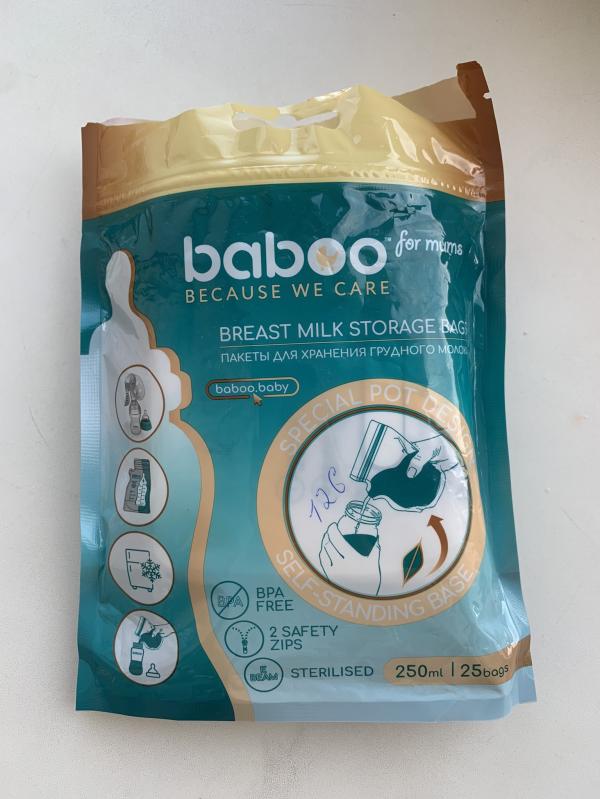 baboo™ for mums
BECAUSE WE CARE
BREAST MILK STORAGE BAGS
ПАКЕТЫ ДЛЯ ХРАНЕНИЯ ГРУДНОГО МОЛОКА
baboo.baby
SPECIAL POT DESIGN
126
SELF-STANDING BASE
BPA
BPA
FREE
2 SAFETY
ZIPS
E
BEAM
STERILISED
250ml | 25bags